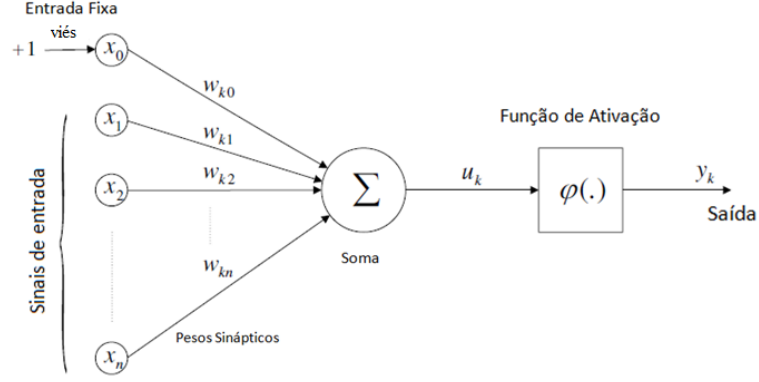 Entrada Fixa
viés
+1
x₀
wₖ₀
x₁
wₖ₁
Função de Ativação
x₂
wₖ₂
Σ
uₖ
φ(.)
yₖ
Saída
Sinais de entrada
Soma
wₖₙ
Pesos Sinápticos
xₙ